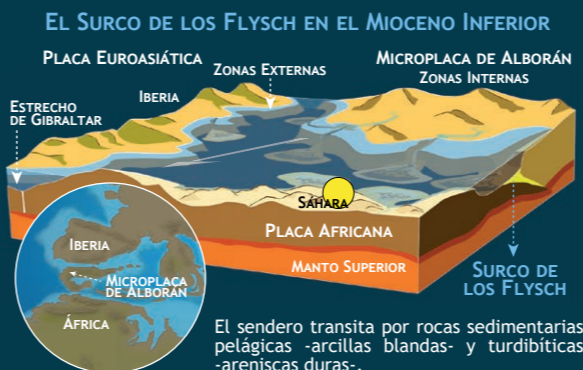 El Surco de los Flysch en el Mioceno Inferior
Placa Euroasiática
Microplaca de Alborán
Zonas Externas
Zonas Internas
Iberia
Estrecho
de Gibraltar
Sáhara
Placa Africana
Manto Superior
Surco de
los Flysch
Iberia
Microplaca
de Alborán
África
El sendero transita por rocas sedimentarias
pelágicas -arcillas blandas- y turdibíticas
-areniscas duras-.